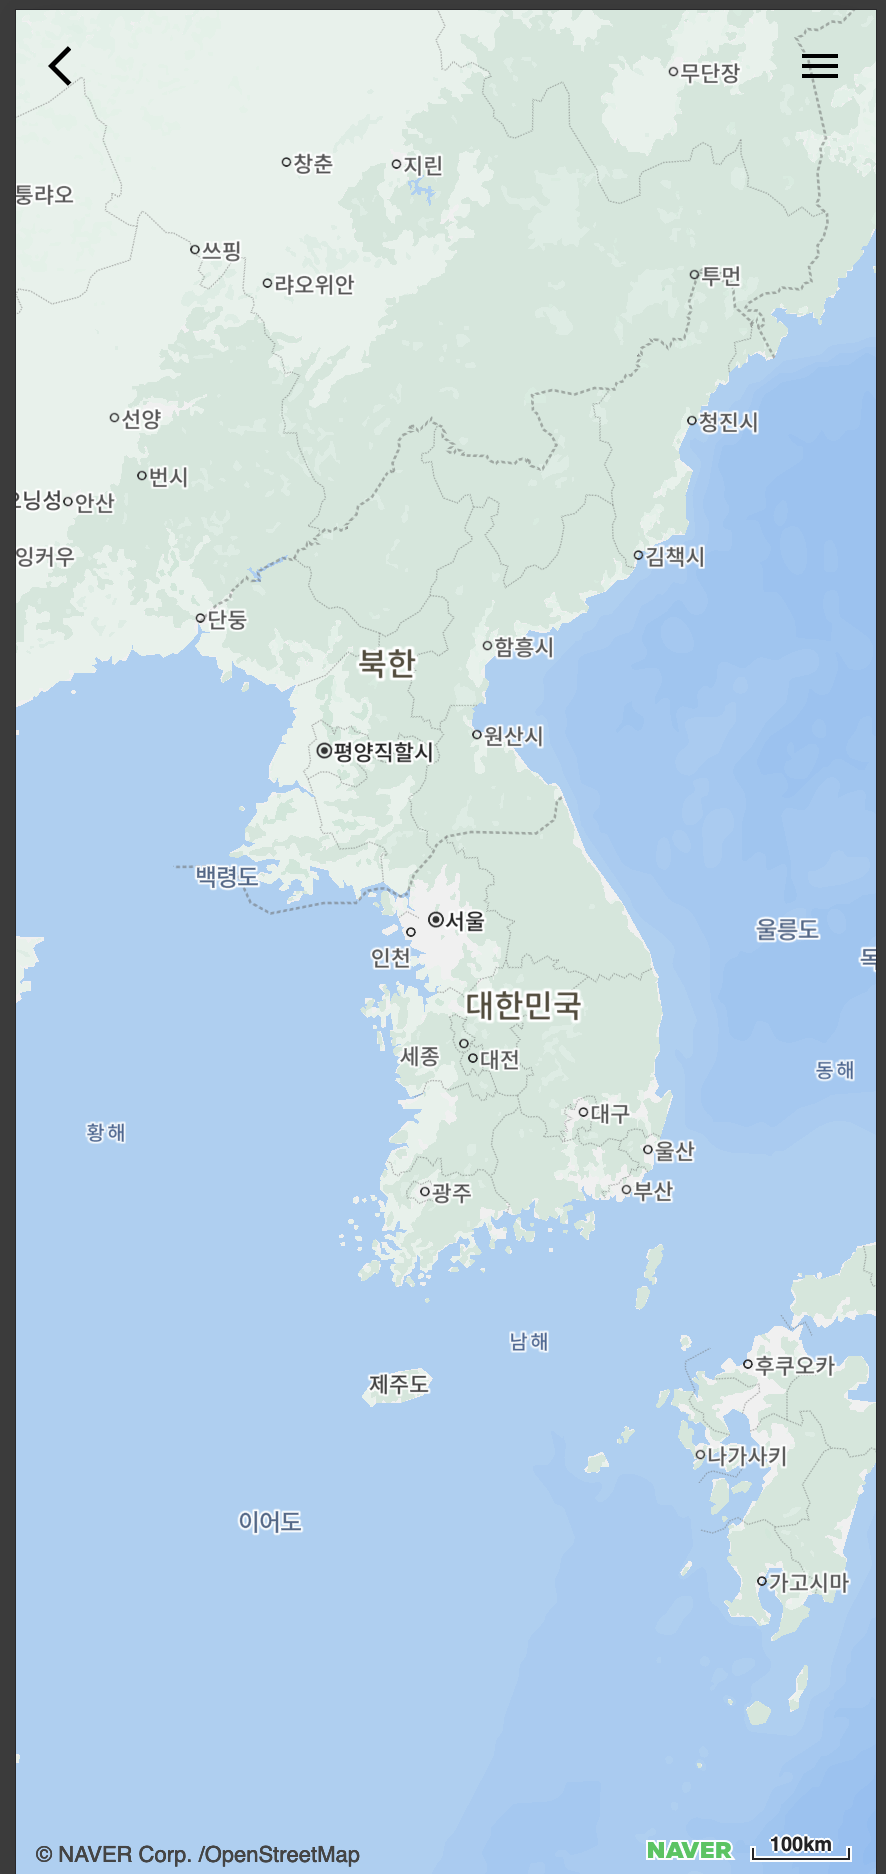 무단장
창춘
지린
퉁랴오
쓰핑
랴오위안
투먼
선양
청진시
번시
안산
잉커우
김책시
단둥
함흥시
북한
원산시
평양직할시
백령도
서울
울릉도
인천
대한민국
세종
대전
동해
대구
황해
울산
광주
부산
남해
후쿠오카
제주도
나가사키
이어도
가고시마
© NAVER Corp. /OpenStreetMap
NAVER
100km